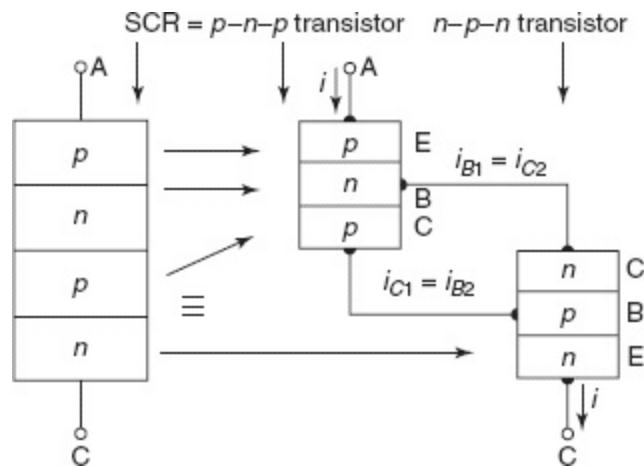 SCR = p–n–p transistor n–p–n transistor
A
A
i
p
n
p
n
C
p
n
p
E
B
C
iB1 = iC2
iC1 = iB2
≡
n
p
n
C
B
E
i
C